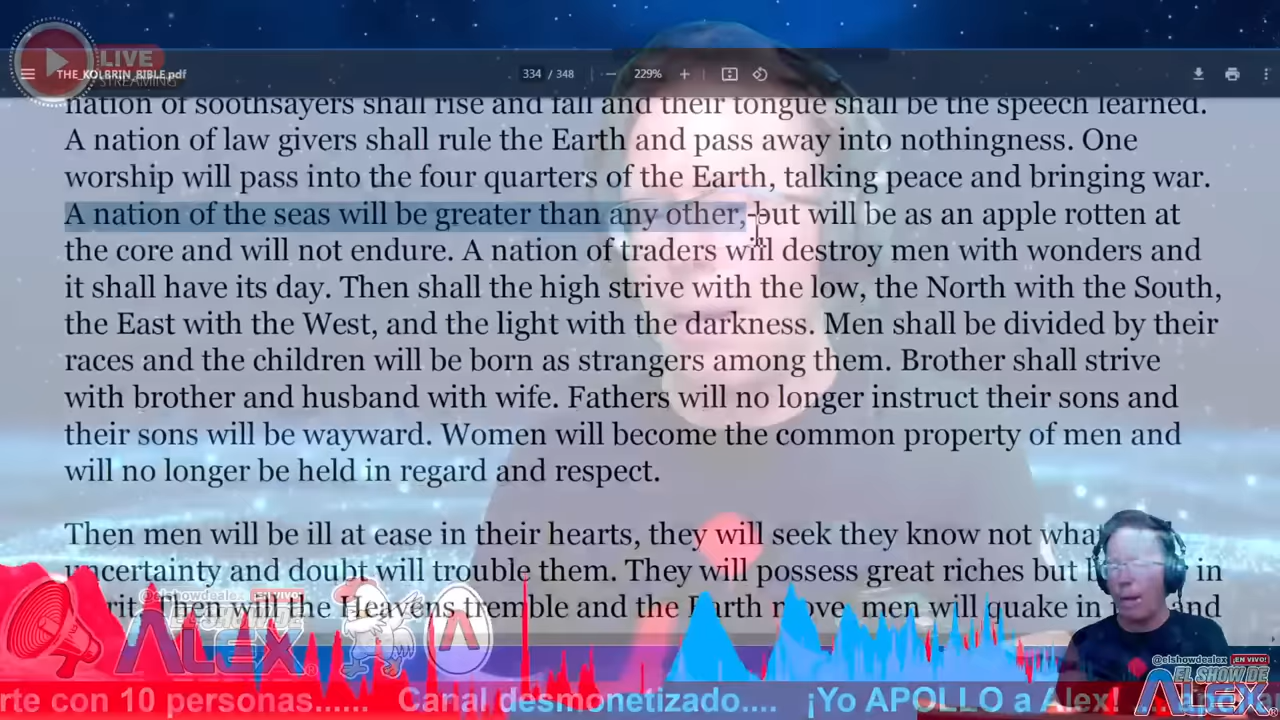 LIVE
STREAMING
THE_KOLBRIN_BIBLE.pdf
334 / 348
229%
nation of soothsayers shall rise and fall and their tongue shall be the speech learned.
A nation of law givers shall rule the Earth and pass away into nothingness. One
worship will pass into the four quarters of the Earth, talking peace and bringing war.
A nation of the seas will be greater than any other, but will be as an apple rotten at
the core and will not endure. A nation of traders will destroy men with wonders and
it shall have its day. Then shall the high strive with the low, the North with the South,
the East with the West, and the light with the darkness. Men shall be divided by their
races and the children will be born as strangers among them. Brother shall strive
with brother and husband with wife. Fathers will no longer instruct their sons and
their sons will be wayward. Women will become the common property of men and
will no longer be held in regard and respect.
Then men will be ill at ease in their hearts, they will seek they know not
uncertainty and doubt will trouble them. They will possess great riches but in
Then will the Heavens tremble and the Earth move, men will quake in and
@elshowdealex ¡EN VIVO!
EL SHOW DE
ALEX
@elshowdealex ¡EN VIVO!
EL SHOW DE
ALEX
rte con 10 personas...... Canal desmonetizado.... ¡Yo APOLLO a Alex!